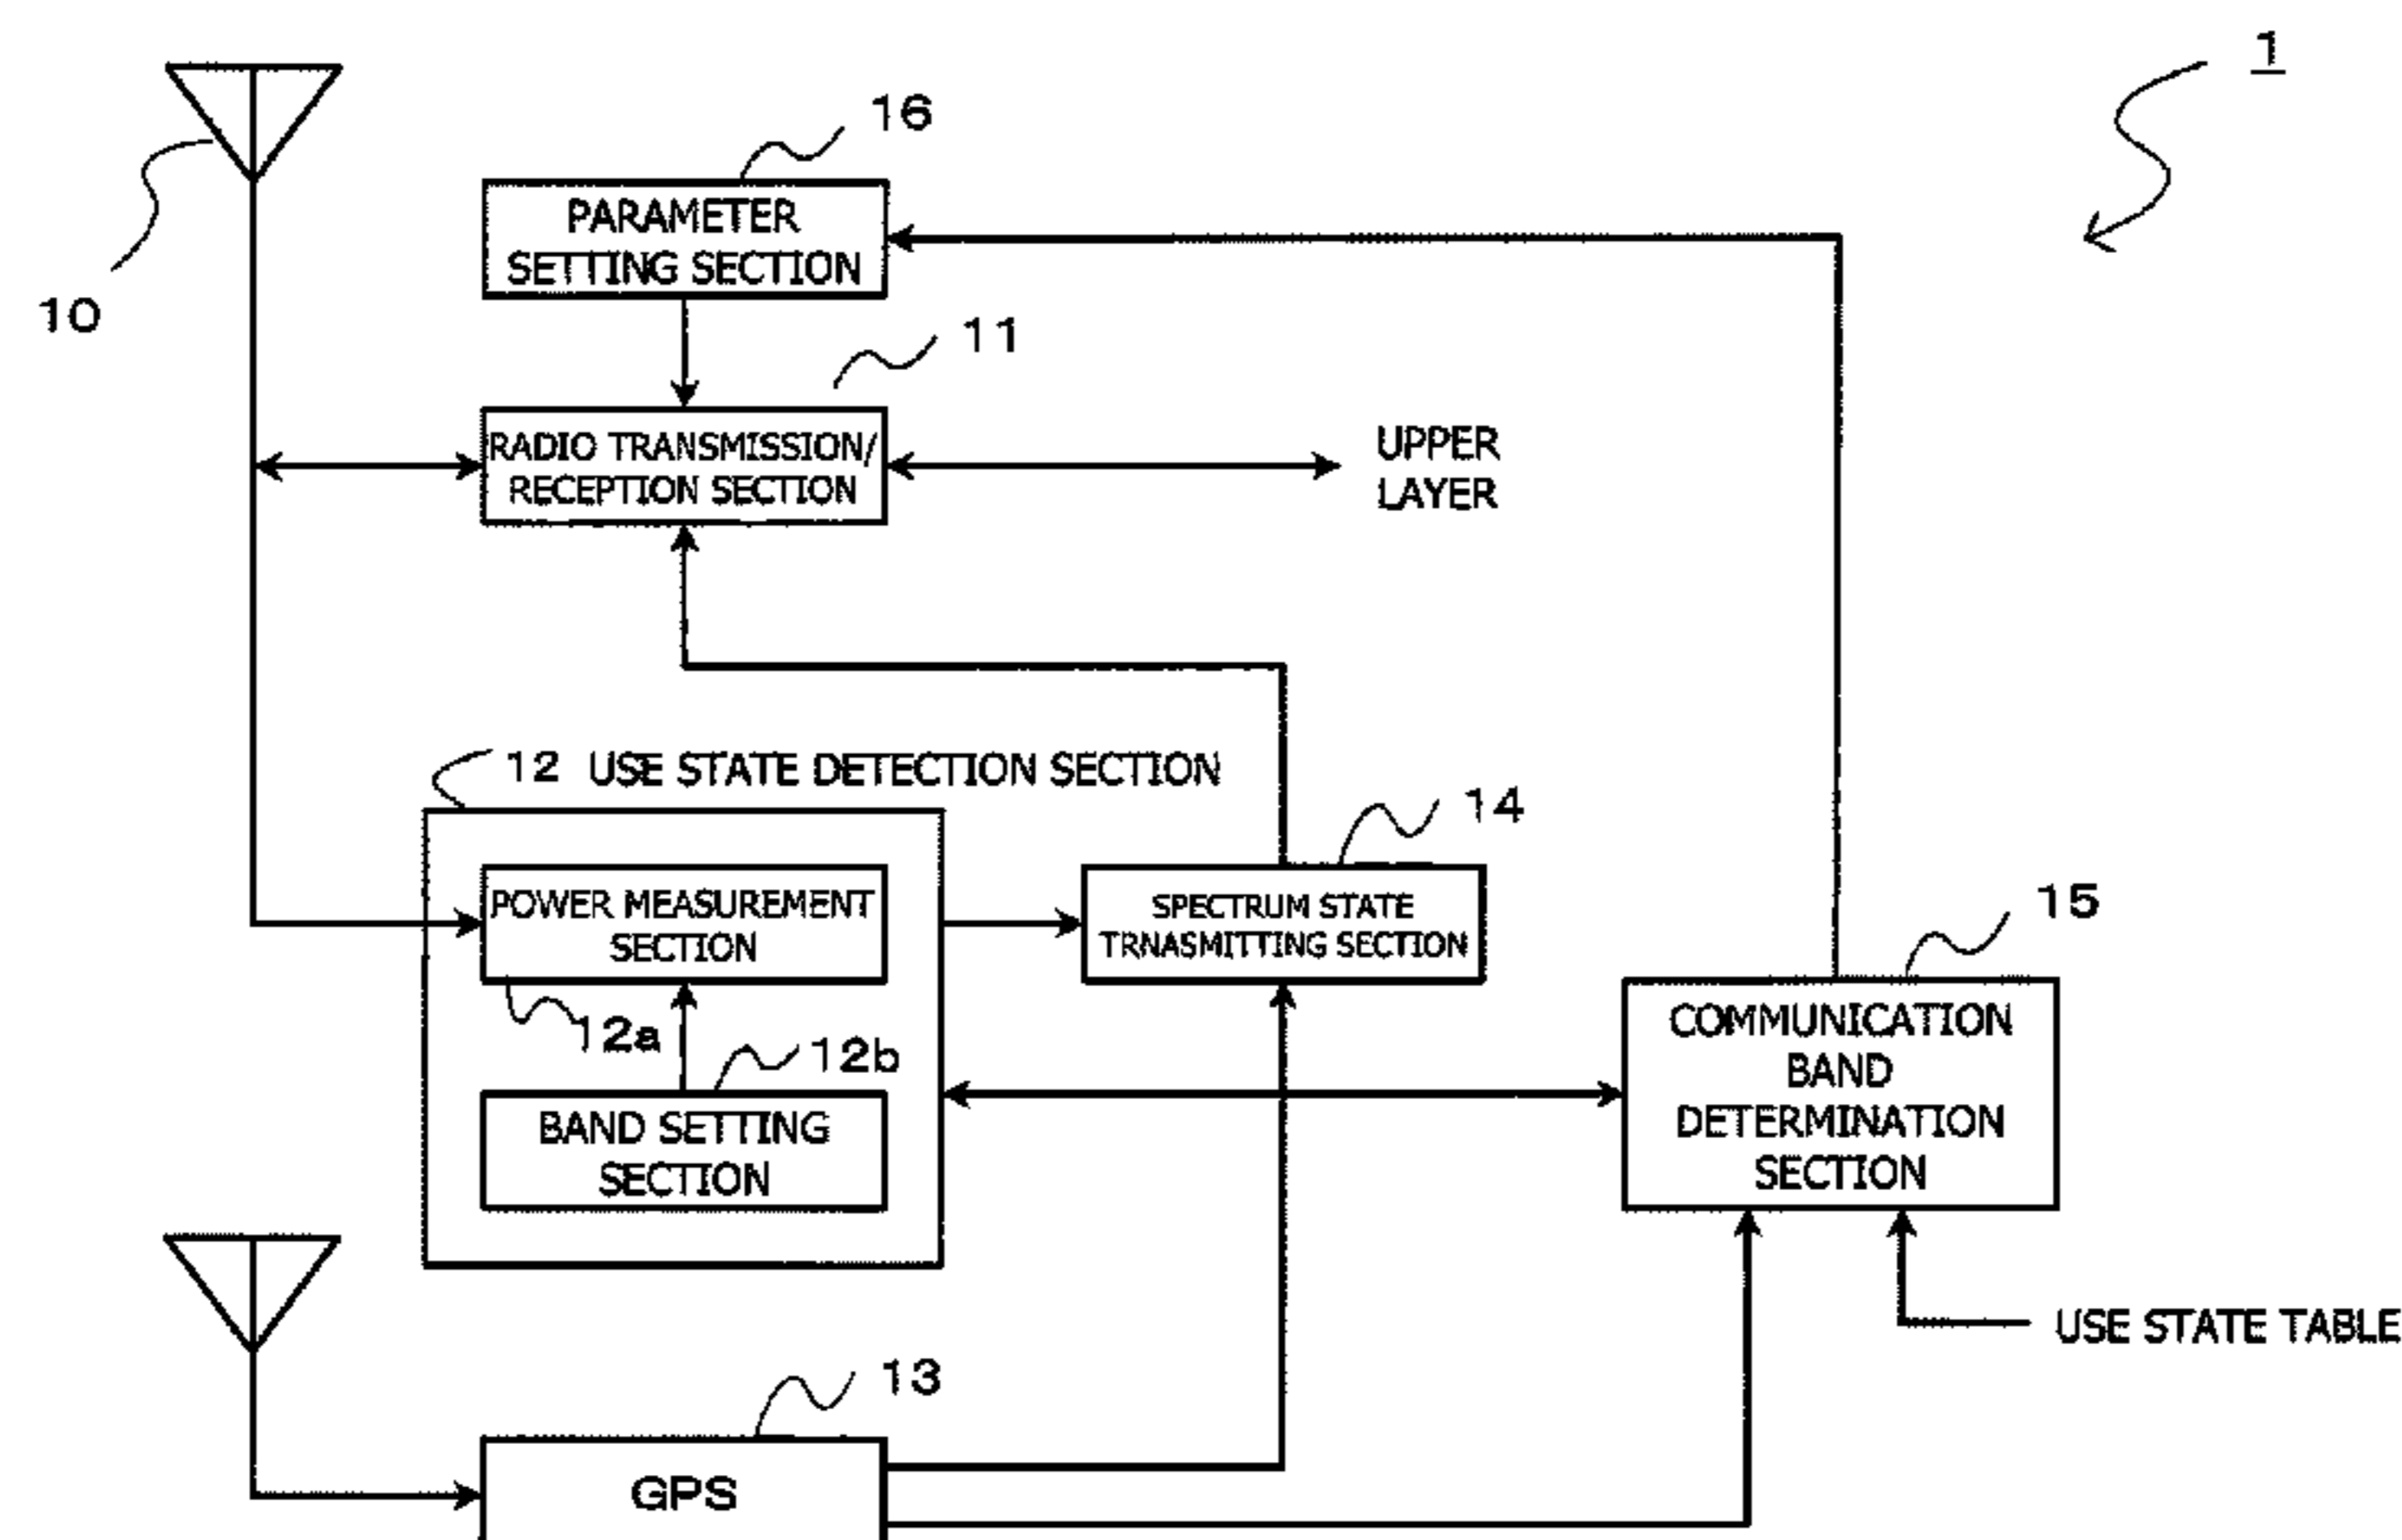 1
16
PARAMETER
SETTING SECTION
10
11
RADIO TRANSMISSION/
RECEPTION SECTION
UPPER
LAYER
12 USE STATE DETECTION SECTION
14
POWER MEASUREMENT
SECTION
SPECTRUM STATE
TRNASMITTING SECTION
15
12a
12b
COMMUNICATION
BAND
DETERMINATION
SECTION
BAND SETTING
SECTION
USE STATE TABLE
13
GPS